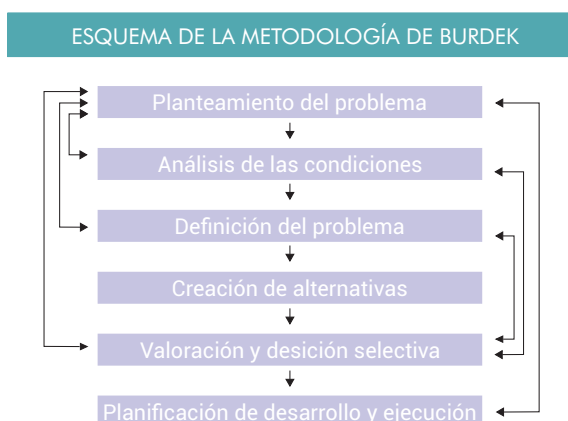 ESQUEMA DE LA METODOLOGÍA DE BURDEK
Planteamiento del problema
Análisis de las condiciones
Definición del problema
Creación de alternativas
Valoración y desición selectiva
Planificación de desarrollo y ejecución